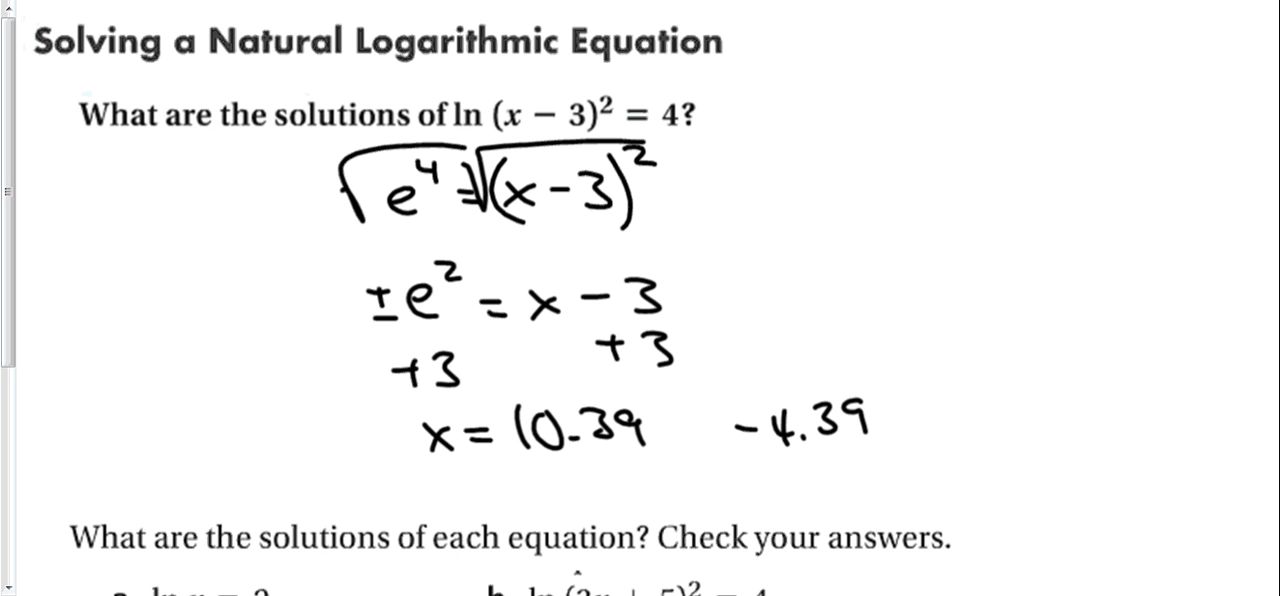 Solving a Natural Logarithmic Equation
What are the solutions of ln (x − 3)² = 4?
√e⁴ = √(x − 3)²
±e² = x − 3
+3 +3
x = 10.39 −4.39
What are the solutions of each equation? Check your answers.